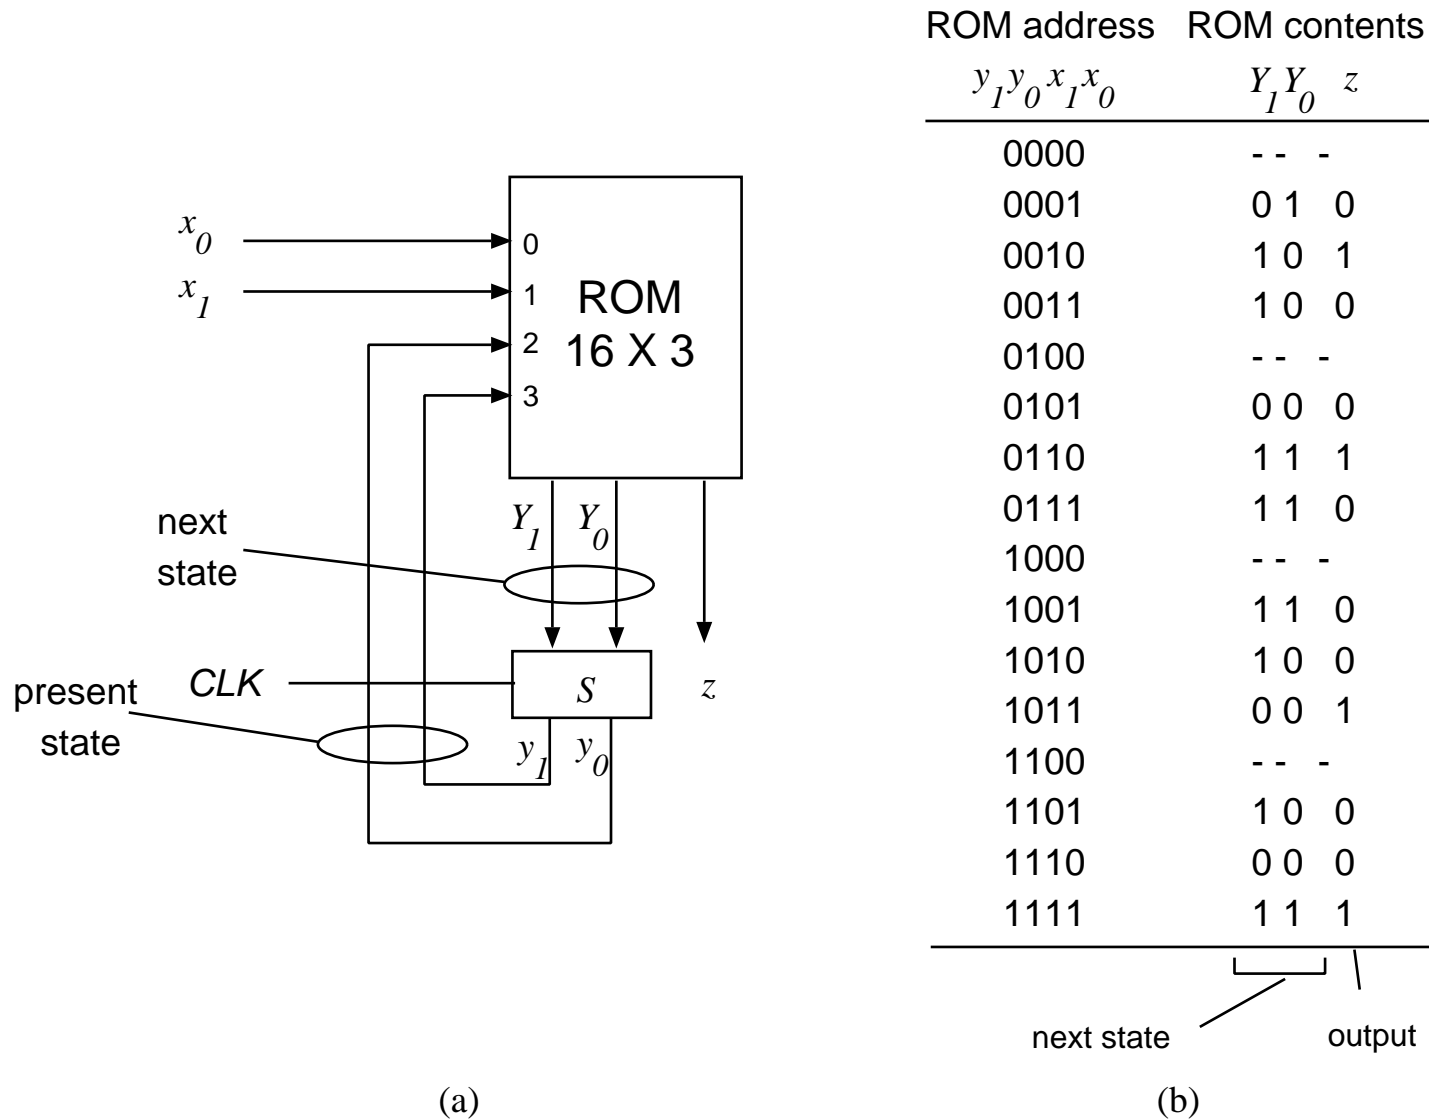 x0
x1
0
1
2
3
ROM
16 X 3
Y1 Y0
next
state
CLK
S
z
present
state
y1 y0
(a)
ROM address ROM contents
y1y0x1x0 Y1Y0 z
0000 - - -
0001 0 1 0
0010 1 0 1
0011 1 0 0
0100 - - -
0101 0 0 0
0110 1 1 1
0111 1 1 0
1000 - - -
1001 1 1 0
1010 1 0 0
1011 0 0 1
1100 - - -
1101 1 0 0
1110 0 0 0
1111 1 1 1
next state output
(b)